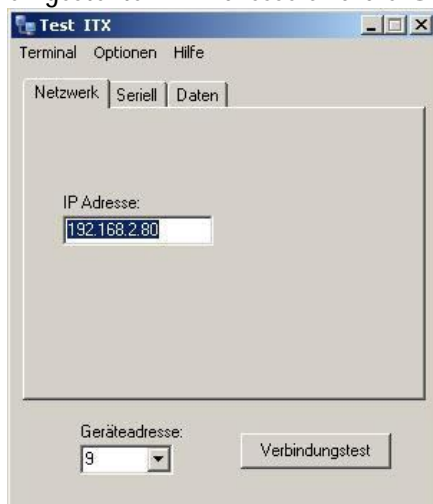 Test ITX
Terminal Optionen Hilfe
Netzwerk Seriell Daten
IP Adresse:
192.168.2.80
Geräteadresse:
9
Verbindungstest